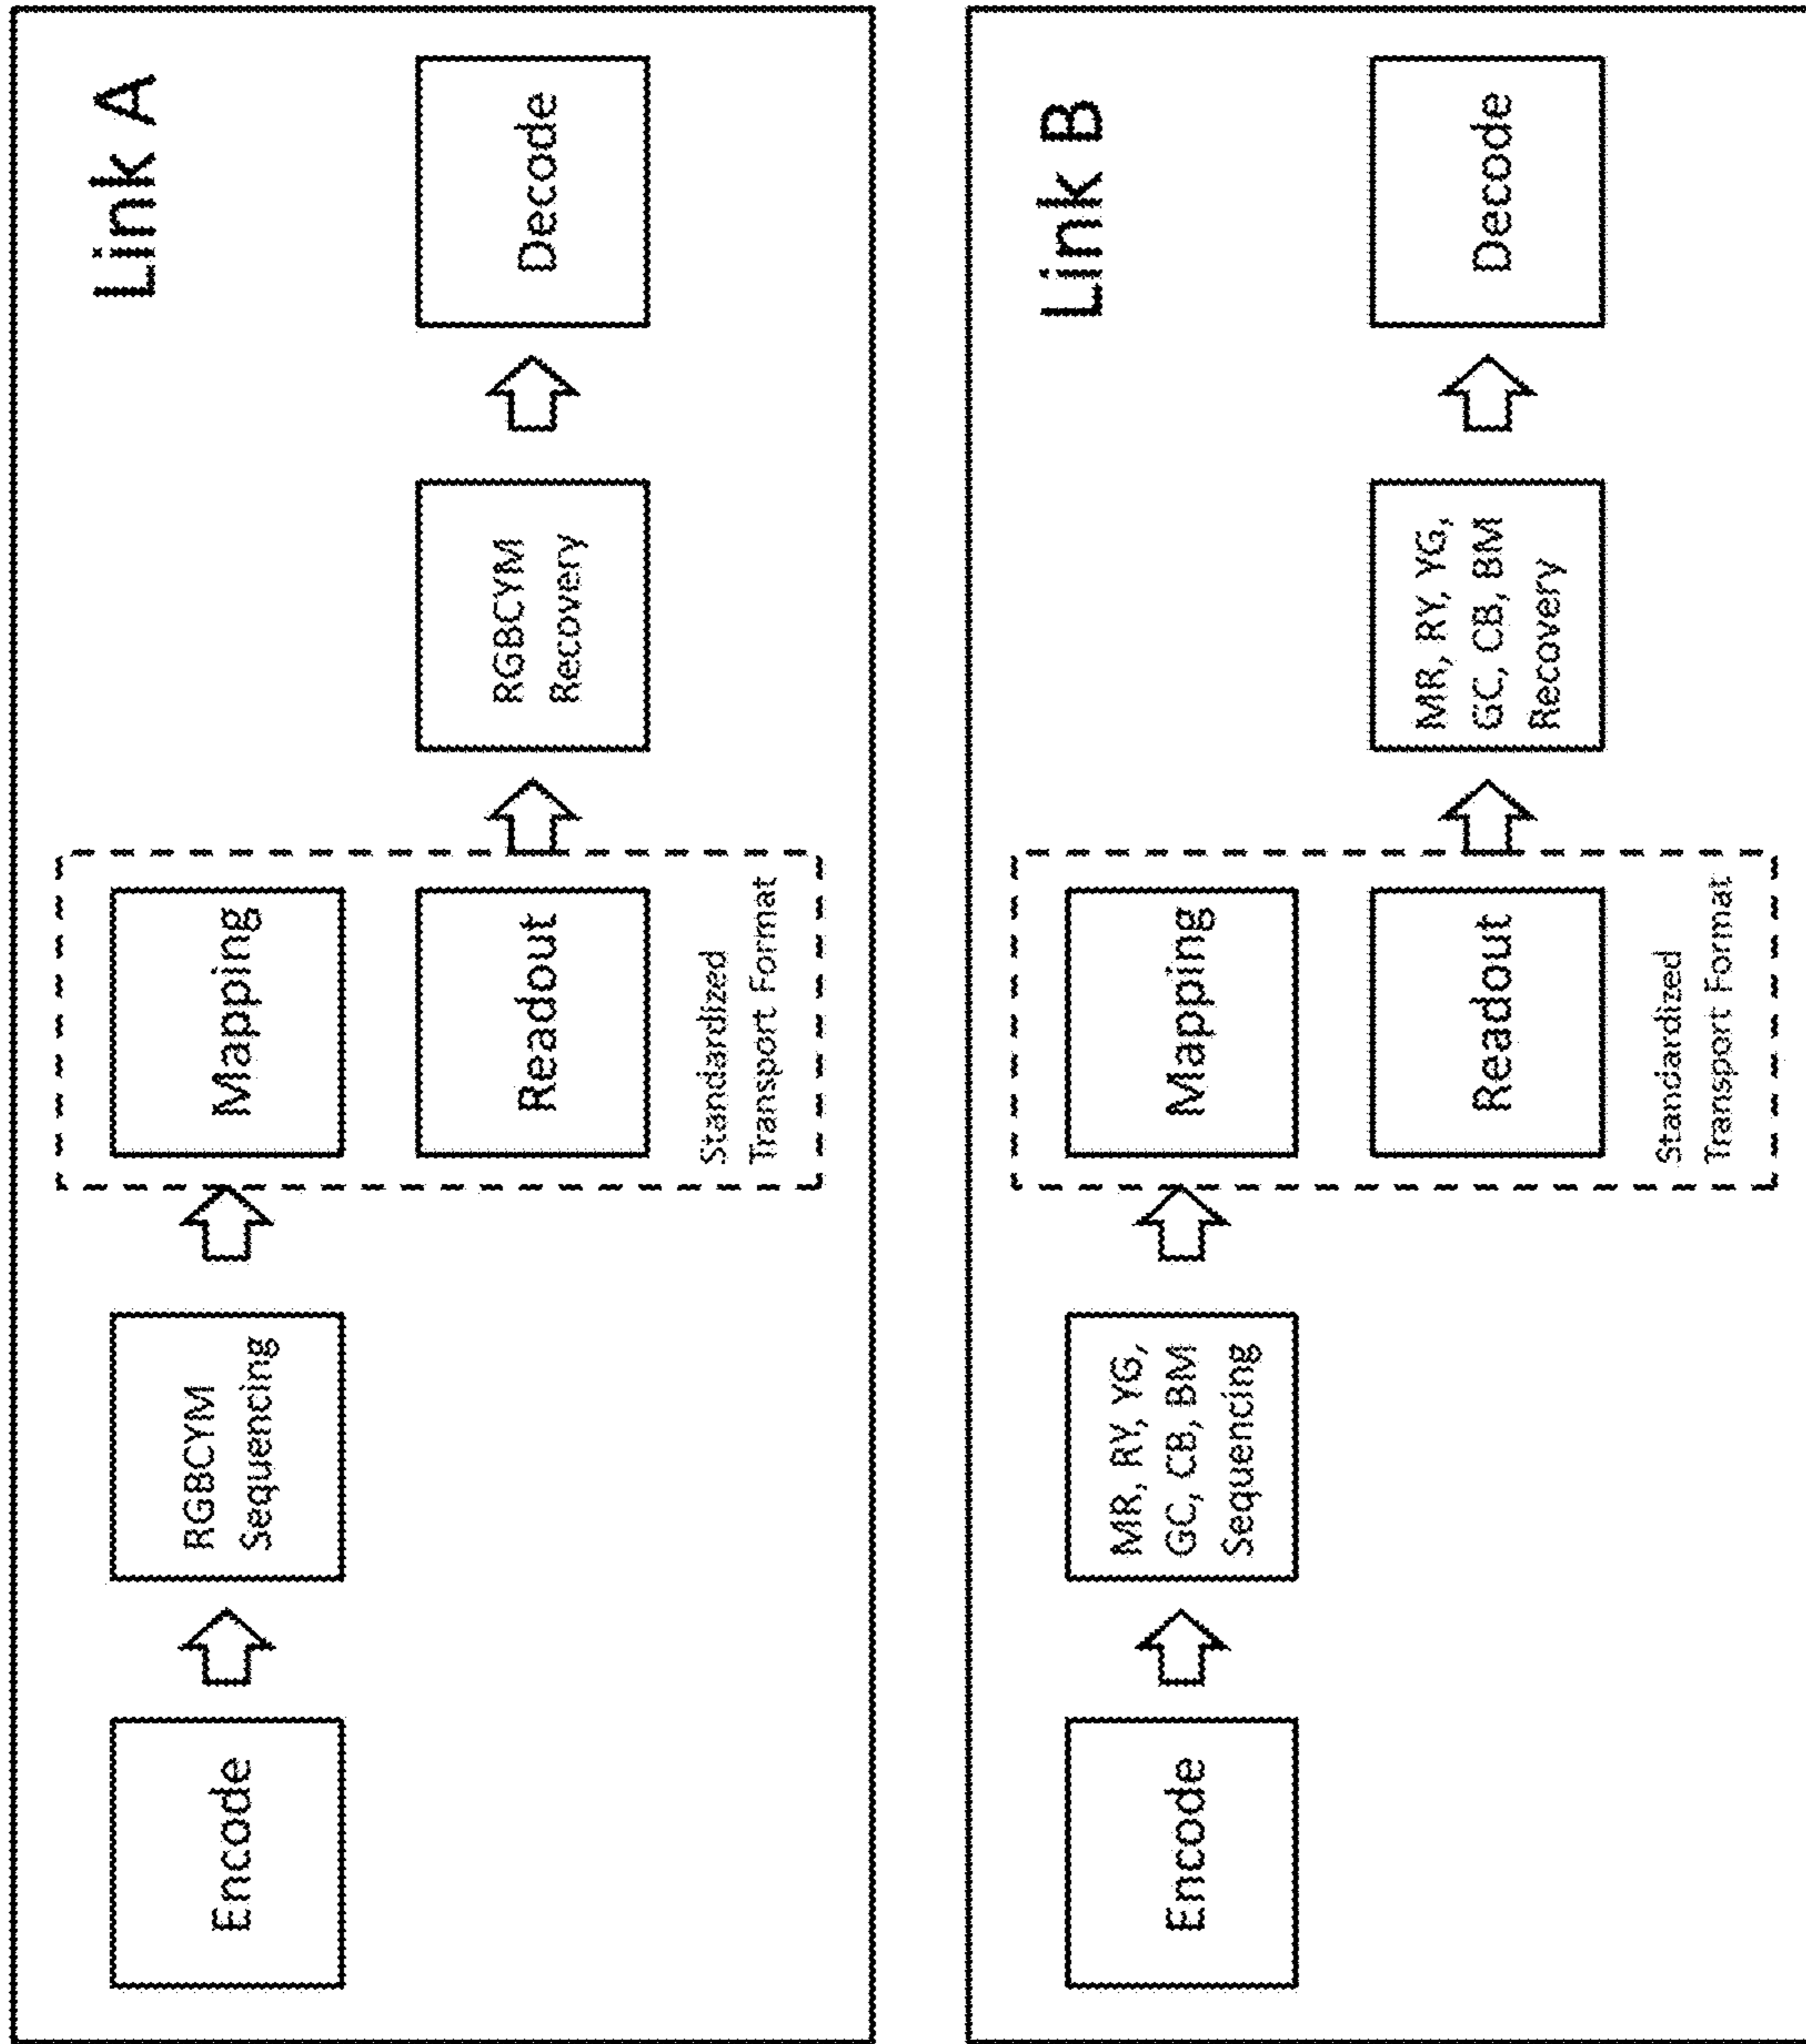 Link A
Encode
RGBCYM
Sequencing
Mapping
Readout
Standardized
Transport Format
RGBCYM
Recovery
Decode
Link B
Encode
MR, RY, YG,
GC, CB, BM
Sequencing
Mapping
Readout
Standardized
Transport Format
MR, RY, YG,
GC, CB, BM
Recovery
Decode